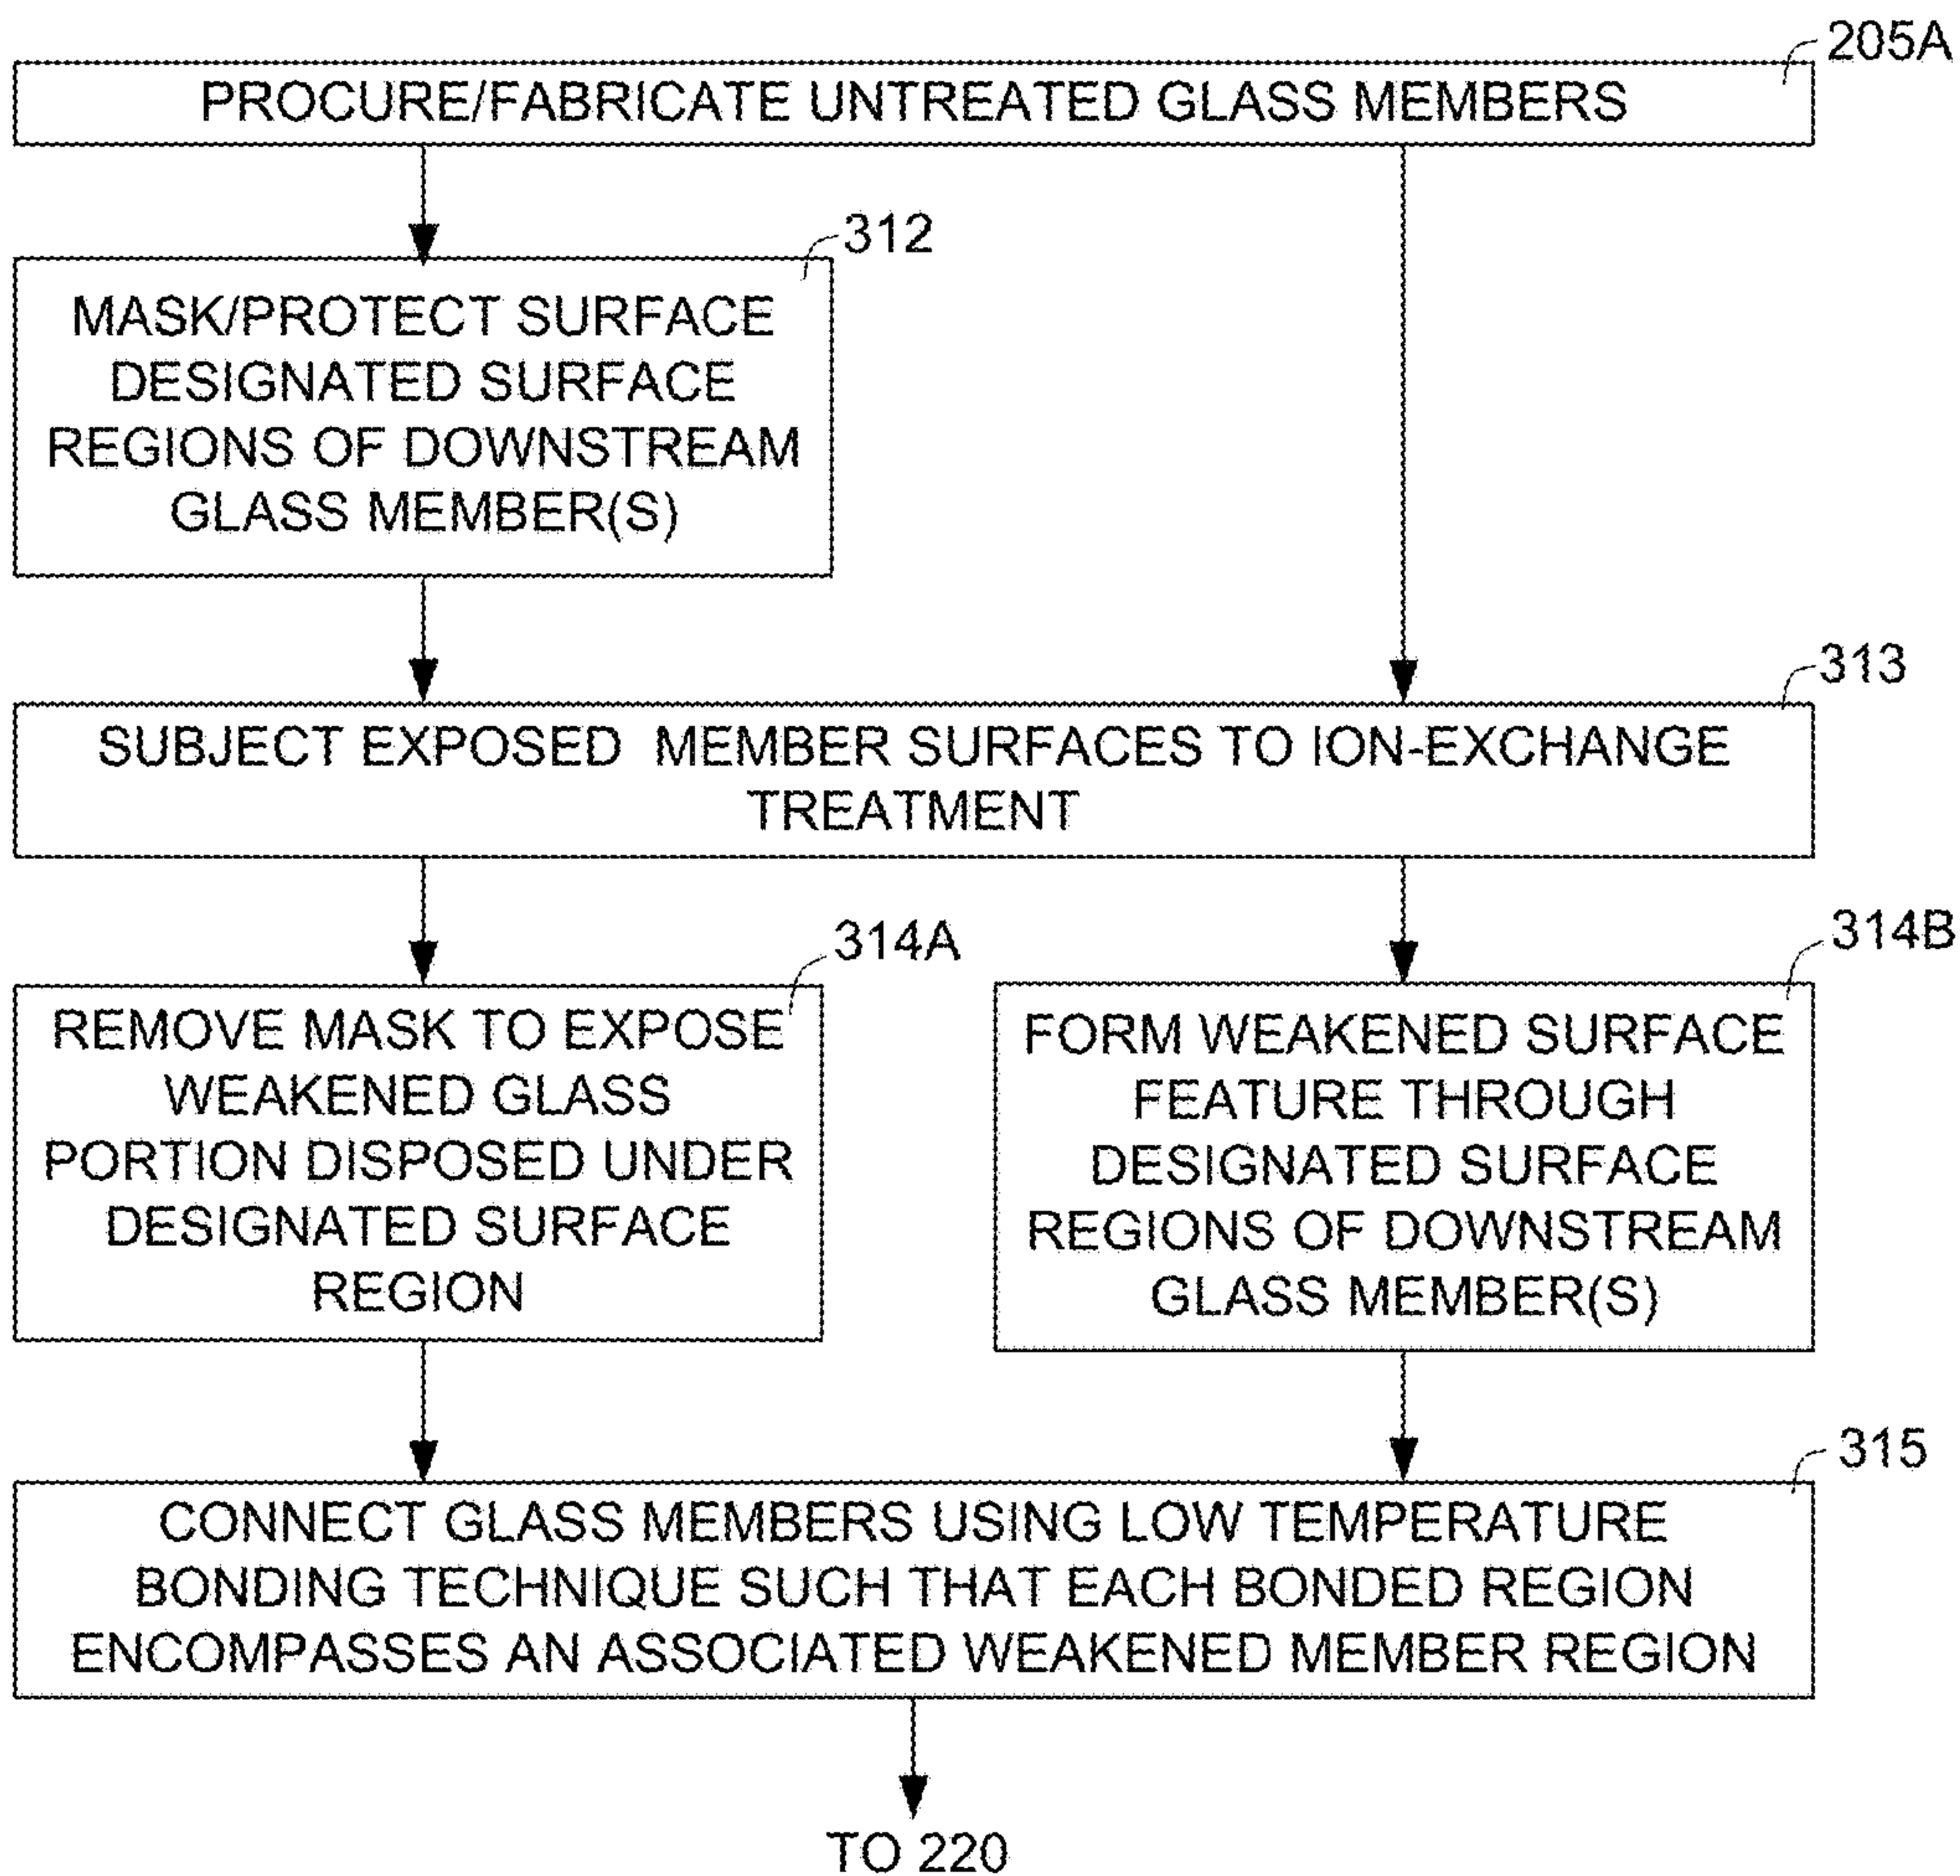 205A
PROCURE/FABRICATE UNTREATED GLASS MEMBERS
312
MASK/PROTECT SURFACE
DESIGNATED SURFACE
REGIONS OF DOWNSTREAM
GLASS MEMBER(S)
313
SUBJECT EXPOSED MEMBER SURFACES TO ION-EXCHANGE
TREATMENT
314A
REMOVE MASK TO EXPOSE
WEAKENED GLASS
PORTION DISPOSED UNDER
DESIGNATED SURFACE
REGION
314B
FORM WEAKENED SURFACE
FEATURE THROUGH
DESIGNATED SURFACE
REGIONS OF DOWNSTREAM
GLASS MEMBER(S)
315
CONNECT GLASS MEMBERS USING LOW TEMPERATURE
BONDING TECHNIQUE SUCH THAT EACH BONDED REGION
ENCOMPASSES AN ASSOCIATED WEAKENED MEMBER REGION
TO 220